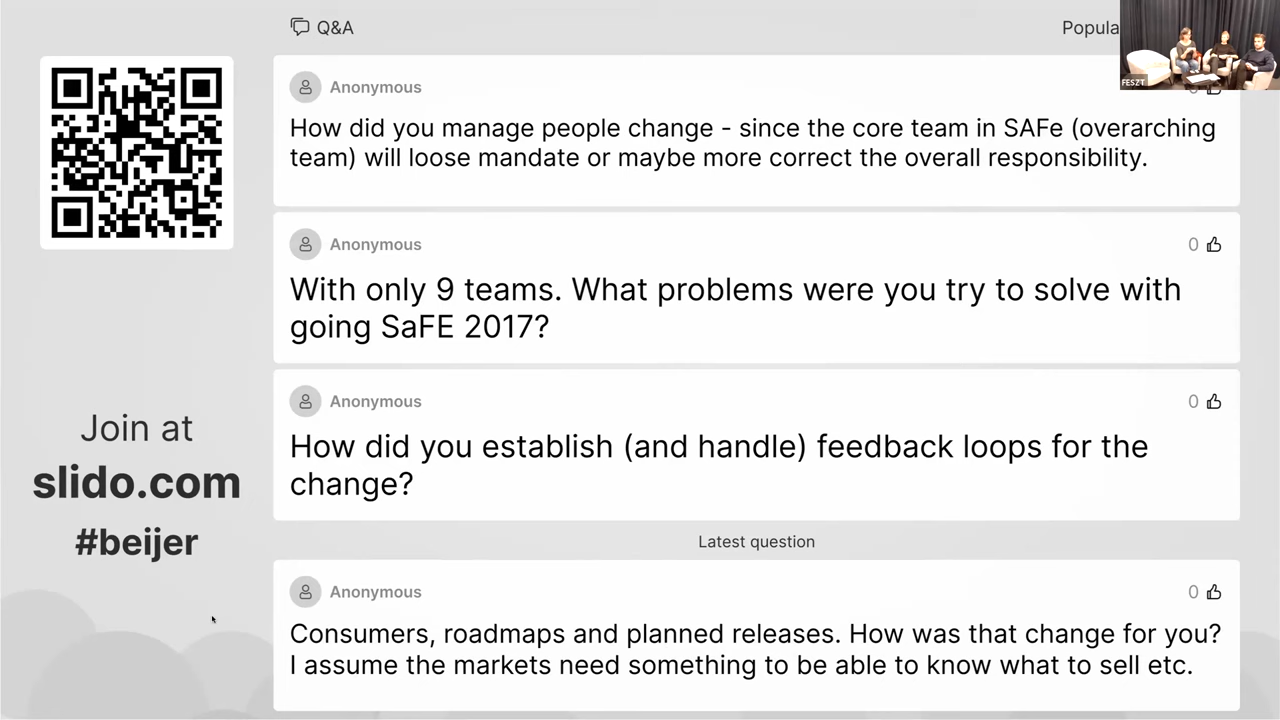 Q&A
Popula
FESZT
Anonymous
How did you manage people change - since the core team in SAFe (overarching
team) will loose mandate or maybe more correct the overall responsibility.
Anonymous
0
With only 9 teams. What problems were you try to solve with
going SaFE 2017?
Anonymous
0
How did you establish (and handle) feedback loops for the
change?
Join at
slido.com
#beijer
Latest question
Anonymous
0
Consumers, roadmaps and planned releases. How was that change for you?
I assume the markets need something to be able to know what to sell etc.